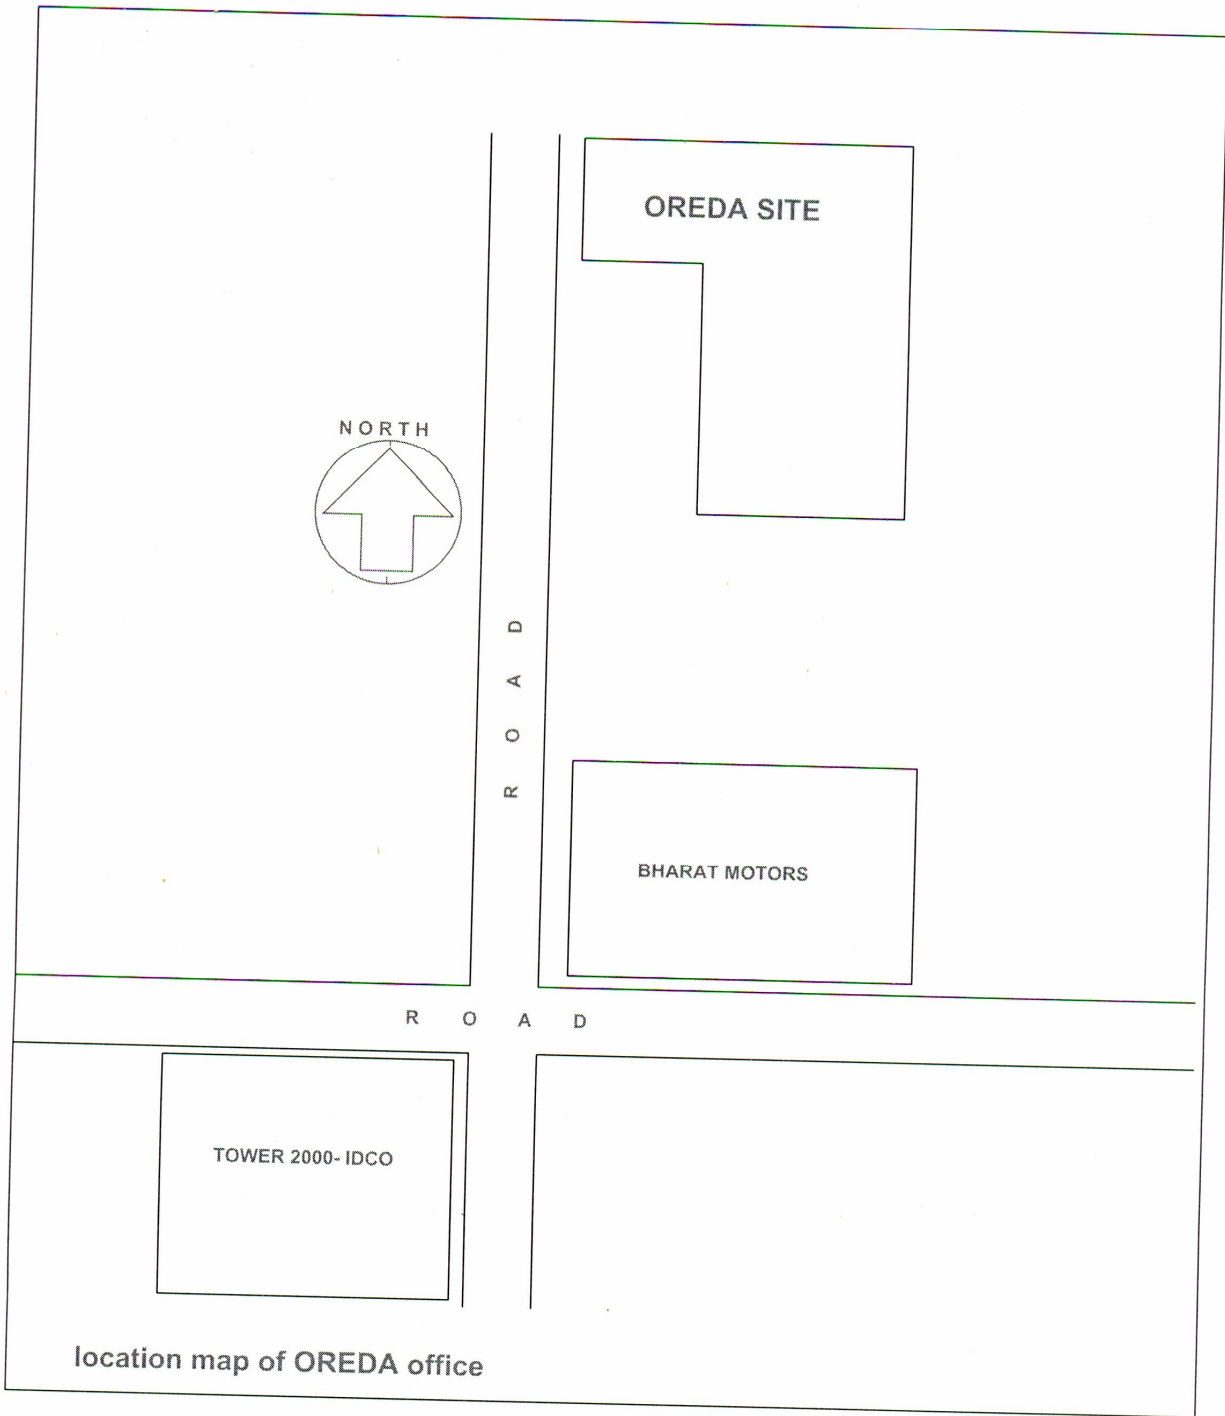 OREDA SITE
NORTH
ROAD
BHARAT MOTORS
ROAD
TOWER 2000- IDCO
location map of OREDA office